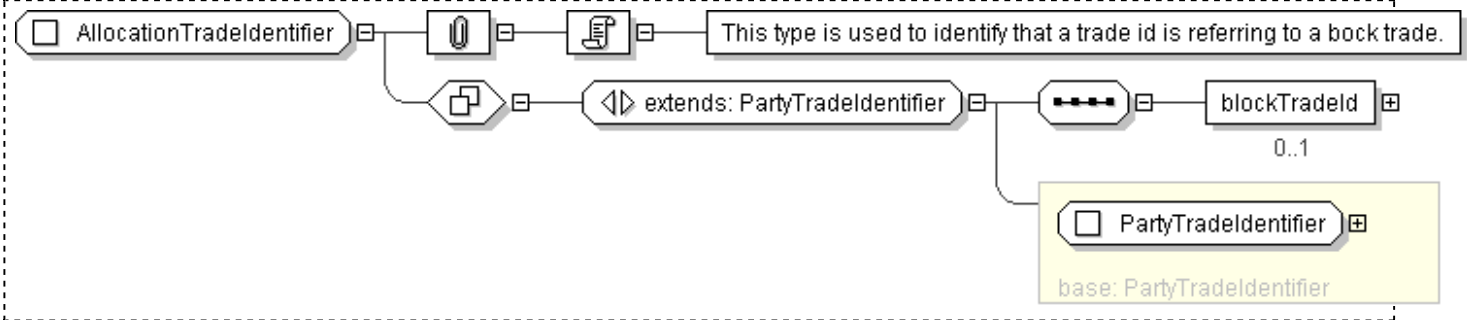 AllocationTradeIdentifier
This type is used to identify that a trade id is referring to a bock trade.
extends: PartyTradeIdentifier
blockTradeId
0..1
PartyTradeIdentifier
base: PartyTradeIdentifier